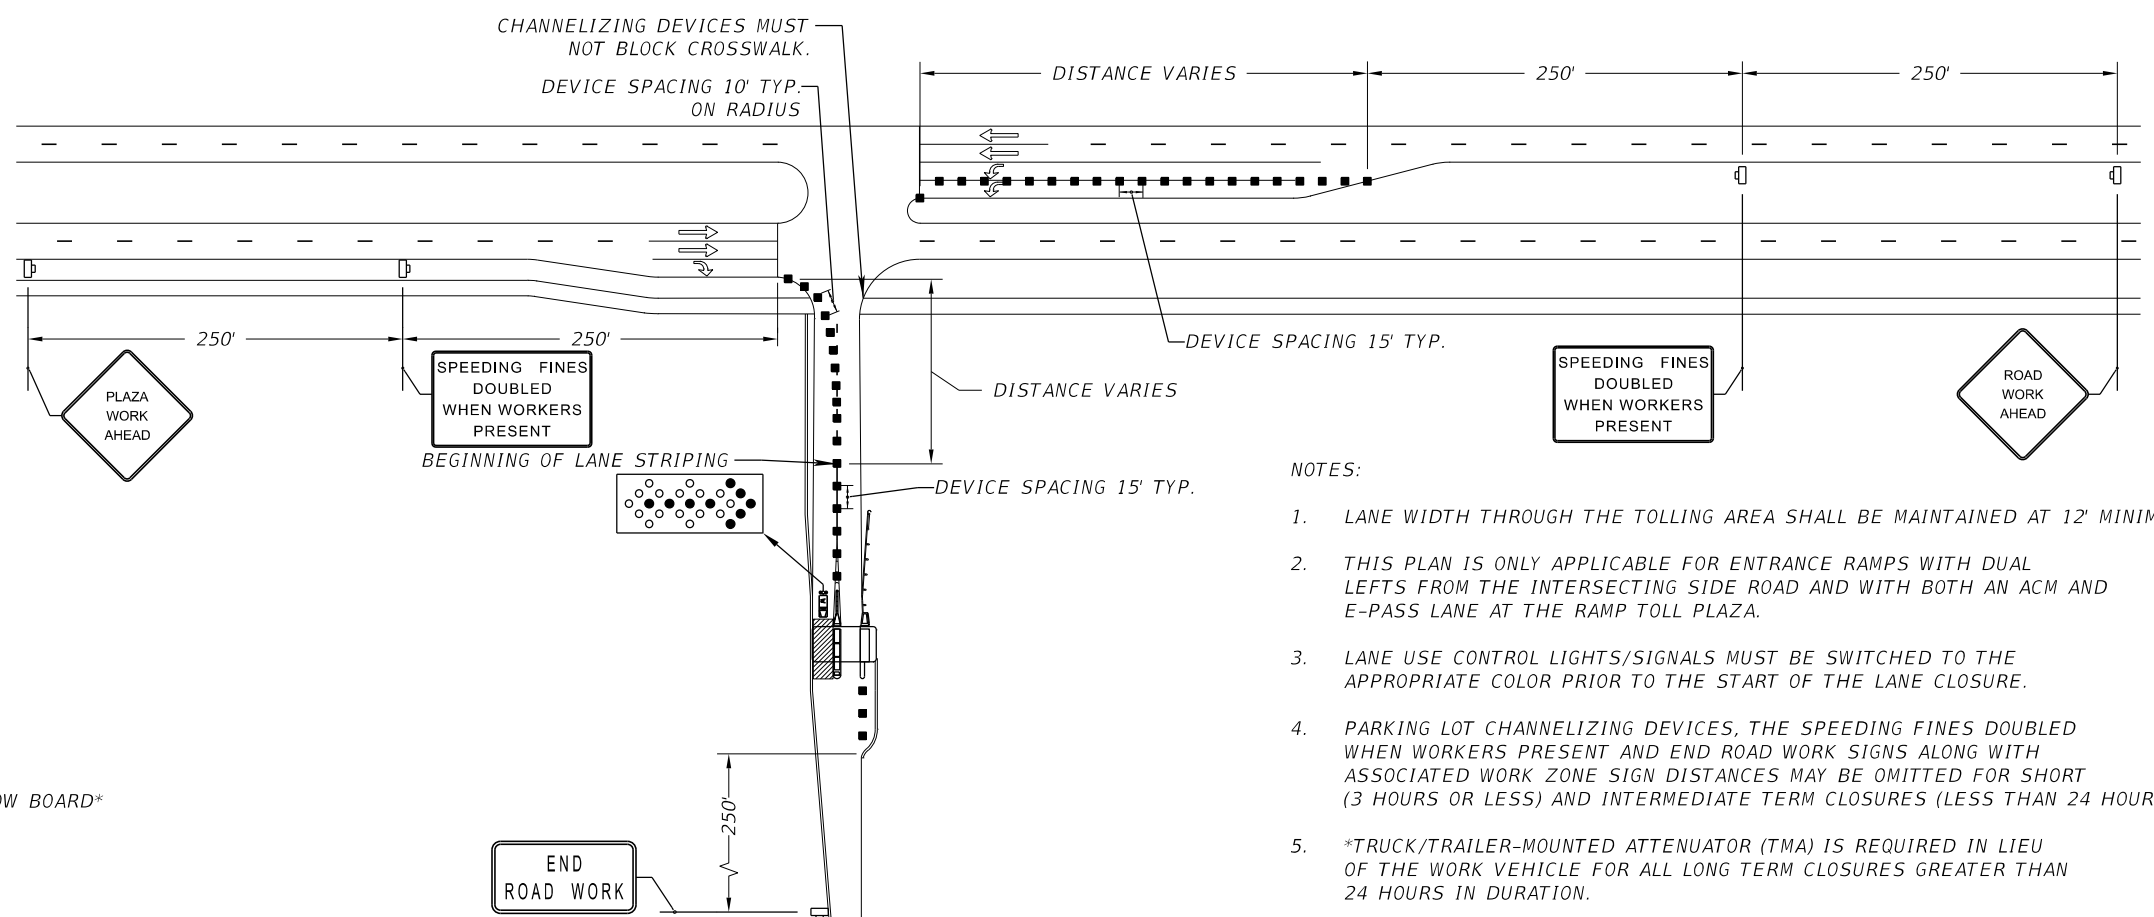 CHANNELIZING DEVICES MUST
NOT BLOCK CROSSWALK.
DEVICE SPACING 10' TYP.
ON RADIUS
DISTANCE VARIES
250'
250'
250'
250'
DEVICE SPACING 15' TYP.
DISTANCE VARIES
PLAZA
WORK
AHEAD
SPEEDING FINES
DOUBLED
WHEN WORKERS
PRESENT
SPEEDING FINES
DOUBLED
WHEN WORKERS
PRESENT
ROAD
WORK
AHEAD
BEGINNING OF LANE STRIPING
DEVICE SPACING 15' TYP.
NOTES:
1. LANE WIDTH THROUGH THE TOLLING AREA SHALL BE MAINTAINED AT 12'
2. THIS PLAN IS ONLY APPLICABLE FOR ENTRANCE RAMPS WITH DUAL
LEFTS FROM THE INTERSECTING SIDE ROAD AND WITH BOTH AN ACM AND
E-PASS LANE AT THE RAMP TOLL PLAZA.
3. LANE USE CONTROL LIGHTS/SIGNALS MUST BE SWITCHED TO THE
APPROPRIATE COLOR PRIOR TO THE START OF THE LANE CLOSURE.
4. PARKING LOT CHANNELIZING DEVICES, THE SPEEDING FINES DOUBLED
WHEN WORKERS PRESENT AND END ROAD WORK SIGNS ALONG WITH
ASSOCIATED WORK ZONE SIGN DISTANCES MAY BE OMITTED FOR SHORT
(3 HOURS OR LESS) AND INTERMEDIATE TERM CLOSURES (LESS THAN 24
5. *TRUCK/TRAILER-MOUNTED ATTENUATOR (TMA) IS REQUIRED IN LIEU
OF THE WORK VEHICLE FOR ALL LONG TERM CLOSURES GREATER THAN
24 HOURS IN DURATION.
BOARD*
250'
END
ROAD WORK